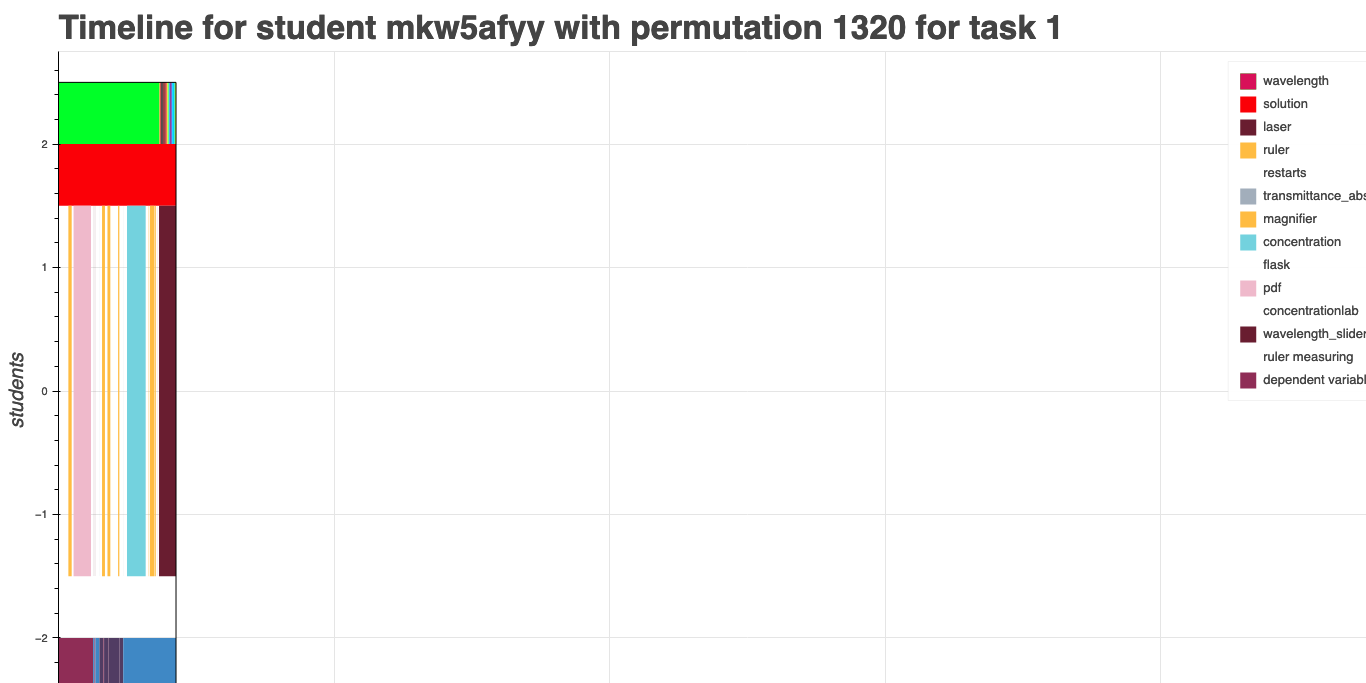 Timeline for student mkw5afyy with permutation 1320 for task 1
wavelength
solution
laser
ruler
restarts
transmittance_abs
magnifier
concentration
flask
pdf
concentrationlab
wavelength_slider
ruler measuring
dependent variabl
2
1
0
−1
−2
students